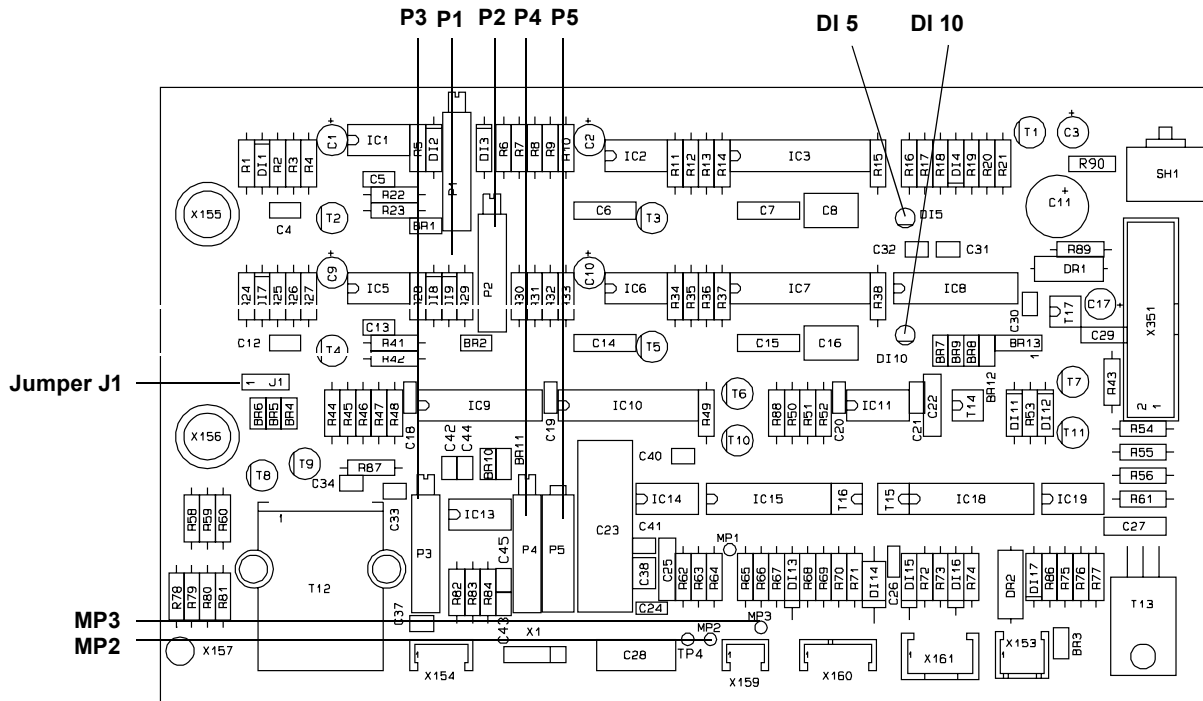 P3 P1 P2 P4 P5 DI 5 DI 10
C1 IC1 R5 DI2 DI3 R6 R7 R8 R9 R10 C2 IC2 R11 R12 R13 R14 IC3 R15 R16 R17 R18 DI4 R19 R20 R21 T1 C3
R1 DI1 R2 R3 R4 P1 R90 SH1
C5
R22
X155 C4 T2 R23 BR1 C6 T3 C7 C8 DI5 C11
C32 C31 R89
C9 C10 DR1
R24 DI7 R25 R26 R27 IC5 R28 DI8 DI9 R29 P2 R30 R31 R32 R33 IC6 R34 R35 R36 R37 IC7 R38 IC8 C30 T17 C17 X351
C13 C29
C12 T4 R41 BR2 C14 T5 C15 C16 DI10 BR7 BR9 BR8 BR13
R42 1
Jumper J1 1 J1 BR12 T7 R43
BR6 BR5 BR4 R44 R45 R46 R47 R48 IC9 IC10 R49 T6 R88 R50 R51 R52 IC11 C22 T14 DI11 R53 DI12
X156 C18 C42 C44 BR11 C19 T10 C20 C21 T11 2 1 R54
T8 T9 R87 BR10 C40 R55
C34 R56
R58 R59 R60 1 C33 IC13 C23 IC14 IC15 T16 T15 IC18 IC19 R61
P3 P4 P5 C41 MP1 C27
R78 R79 R80 R81 T12 R82 R83 R84 C45 C38 C25 R62 R63 R64 R65 R66 R67 DI13 R68 R69 R70 R71 DI14 C26 DI15 R72 R73 DI16 R74 DR2 DI17 R86 R75 R76 R77 T13
C24
MP3 C37 C43 X1 MP3
MP2 MP2
X157 1 TP4 1 1 1 1 X153 BR3
X154 C28 X159 X160 X161